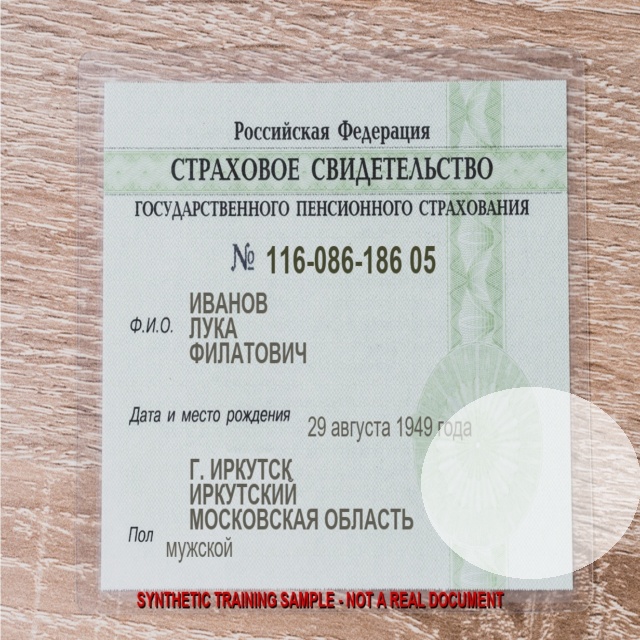 Российская Федерация
СТРАХОВОЕ СВИДЕТЕЛЬСТВО
ГОСУДАРСТВЕННОГО ПЕНСИОННОГО СТРАХОВАНИЯ
№ 116-086-186 05
ИВАНОВ
Ф.И.О. ЛУКА
ФИЛАТОВИЧ
Дата и место рождения 29 августа 1949 года
Г. ИРКУТСК
ИРКУТСКИЙ
МОСКОВСКАЯ ОБЛАСТЬ
Пол мужской
SYNTHETIC TRAINING SAMPLE - NOT A REAL DOCUMENT